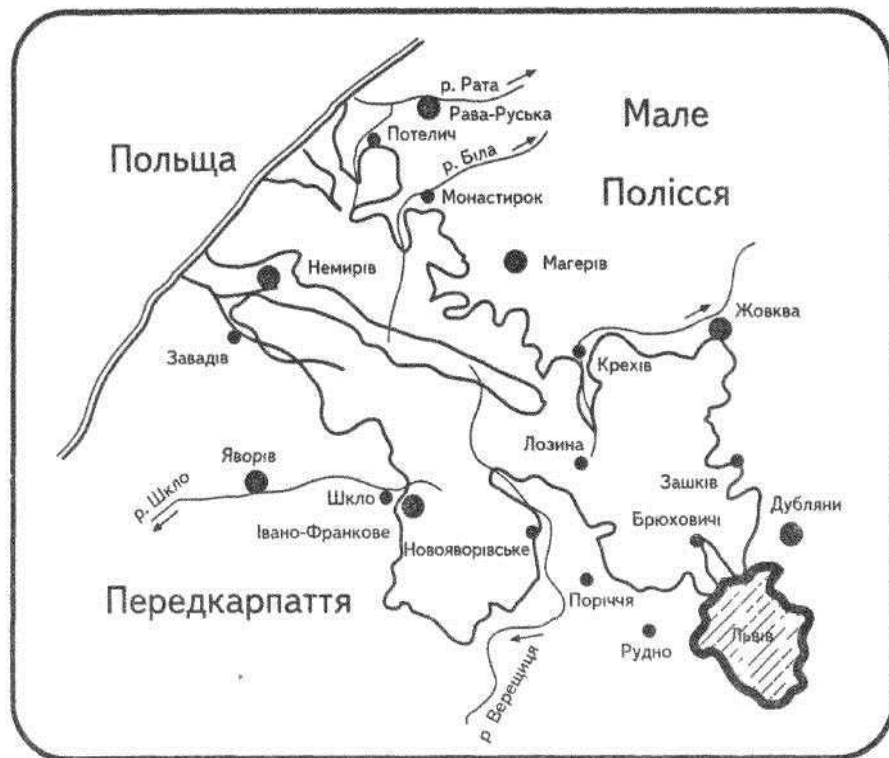 р. Рата
Рава-Руська
Мале
Полісся
Польща
Потелич
р. Біла
Монастирок
Немирів
Магерів
Жовква
Завадів
Крехів
Яворів
Лозина
Зашків
р. Шкло
Шкло
Івано-Франкове
Новояворівське
Брюховичі
Дубляни
Передкарпаття
Поріччя
Рудно
Львів
р Верещиця